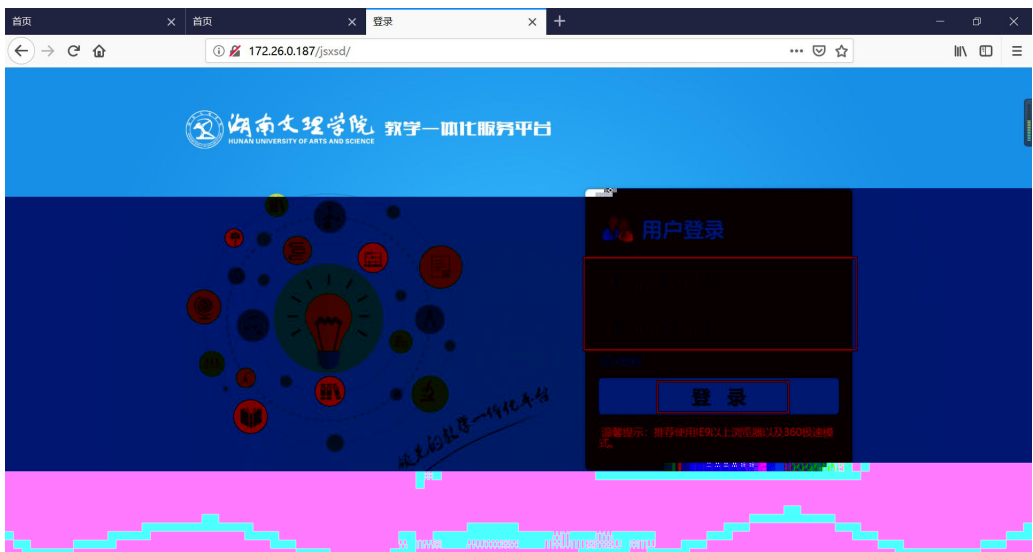 首页
首页
登录
172.26.0.187/jsxsd/
湖南文理学院
HUNAN UNIVERSITY OF ARTS AND SCIENCE
教学一体化服务平台
用户登录
登 录
温馨提示：推荐使用IE9以上浏览器以及360极速模
式。